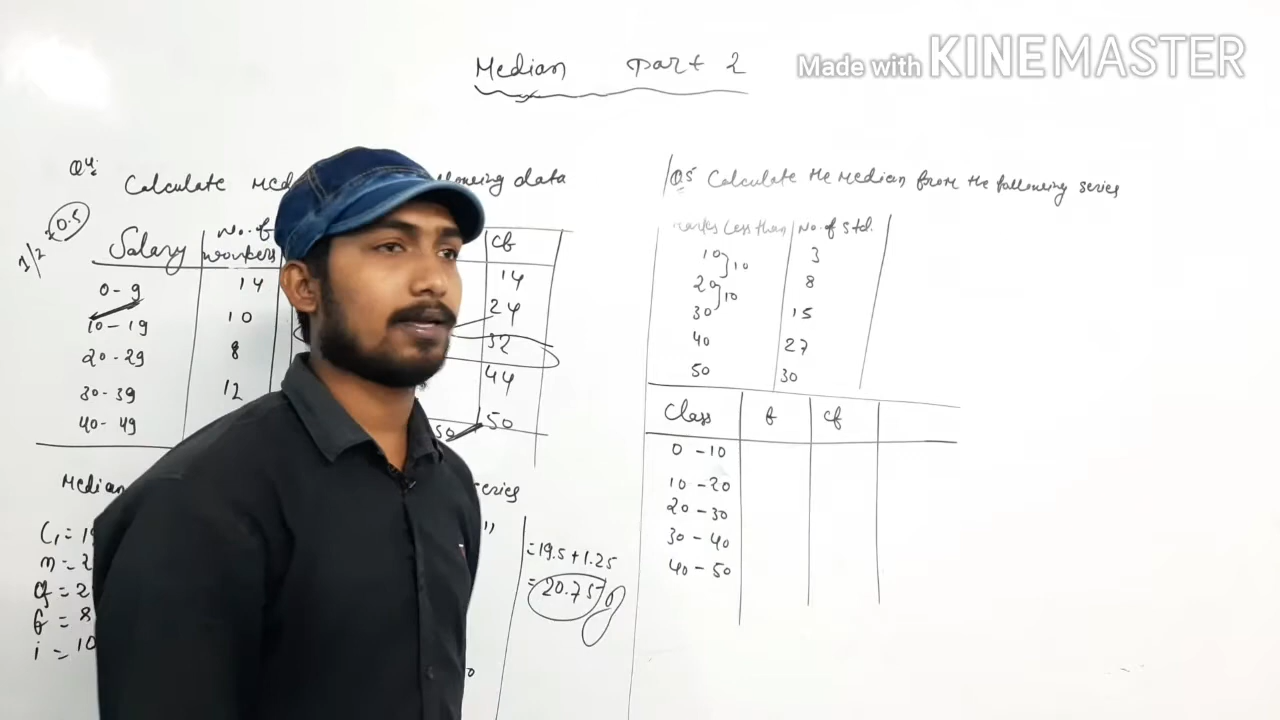 Made with KINEMASTER
Median Part 2
Q4:
Calculate data
1/2 = 0.5
Salary No. of workers cf
0-9 14 14
10-19 10 24
20-29 8 32
30-39 12 44
40-49 50 50
Median series
= 19.5 + 1.25
= 20.75
i = 10
Q5 Calculate the Median from the following series
Marks less than No. of Std.
10 3
} 10
20 8
} 10
30 15
40 27
50 30
Class f cf
0-10
10-20
20-30
30-40
40-50